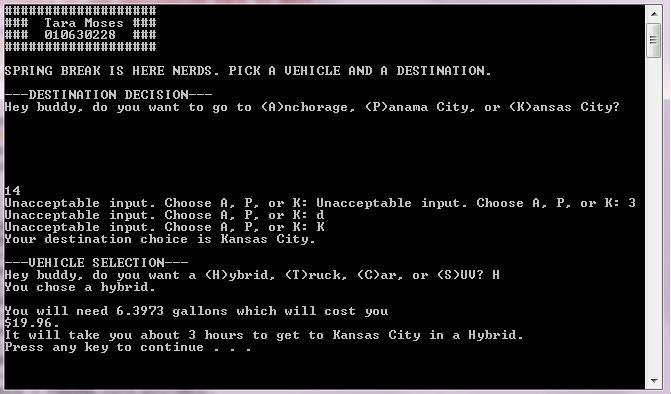 ###################
###  Tara Moses ###
###  010630228  ###
###################
SPRING BREAK IS HERE NERDS. PICK A VEHICLE AND A DESTINATION.
---DESTINATION DECISION---
Hey buddy, do you want to go to (A)nchorage, (P)anama City, or (K)ansas City?
14
Unacceptable input. Choose A, P, or K: Unacceptable input. Choose A, P, or K: 3
Unacceptable input. Choose A, P, or K: d
Unacceptable input. Choose A, P, or K: K
Your destination choice is Kansas City.
---VEHICLE SELECTION---
Hey buddy, do you want a (H)ybrid, (T)ruck, (C)ar, or (S)UV? H
You chose a hybrid.
You will need 6.3973 gallons which will cost you
$19.96.
It will take you about 3 hours to get to Kansas City in a Hybrid.
Press any key to continue . . .